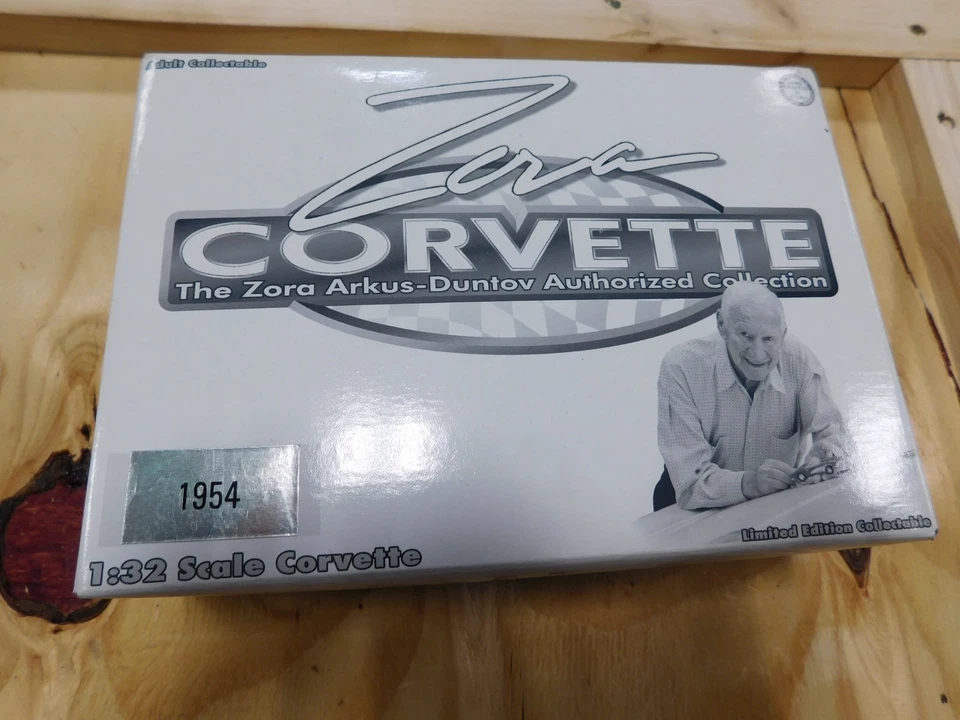 Adult Collectable
Zora
CORVETTE
The Zora Arkus-Duntov Authorized Collection
1954
1:32 Scale Corvette
Limited Edition Collectable